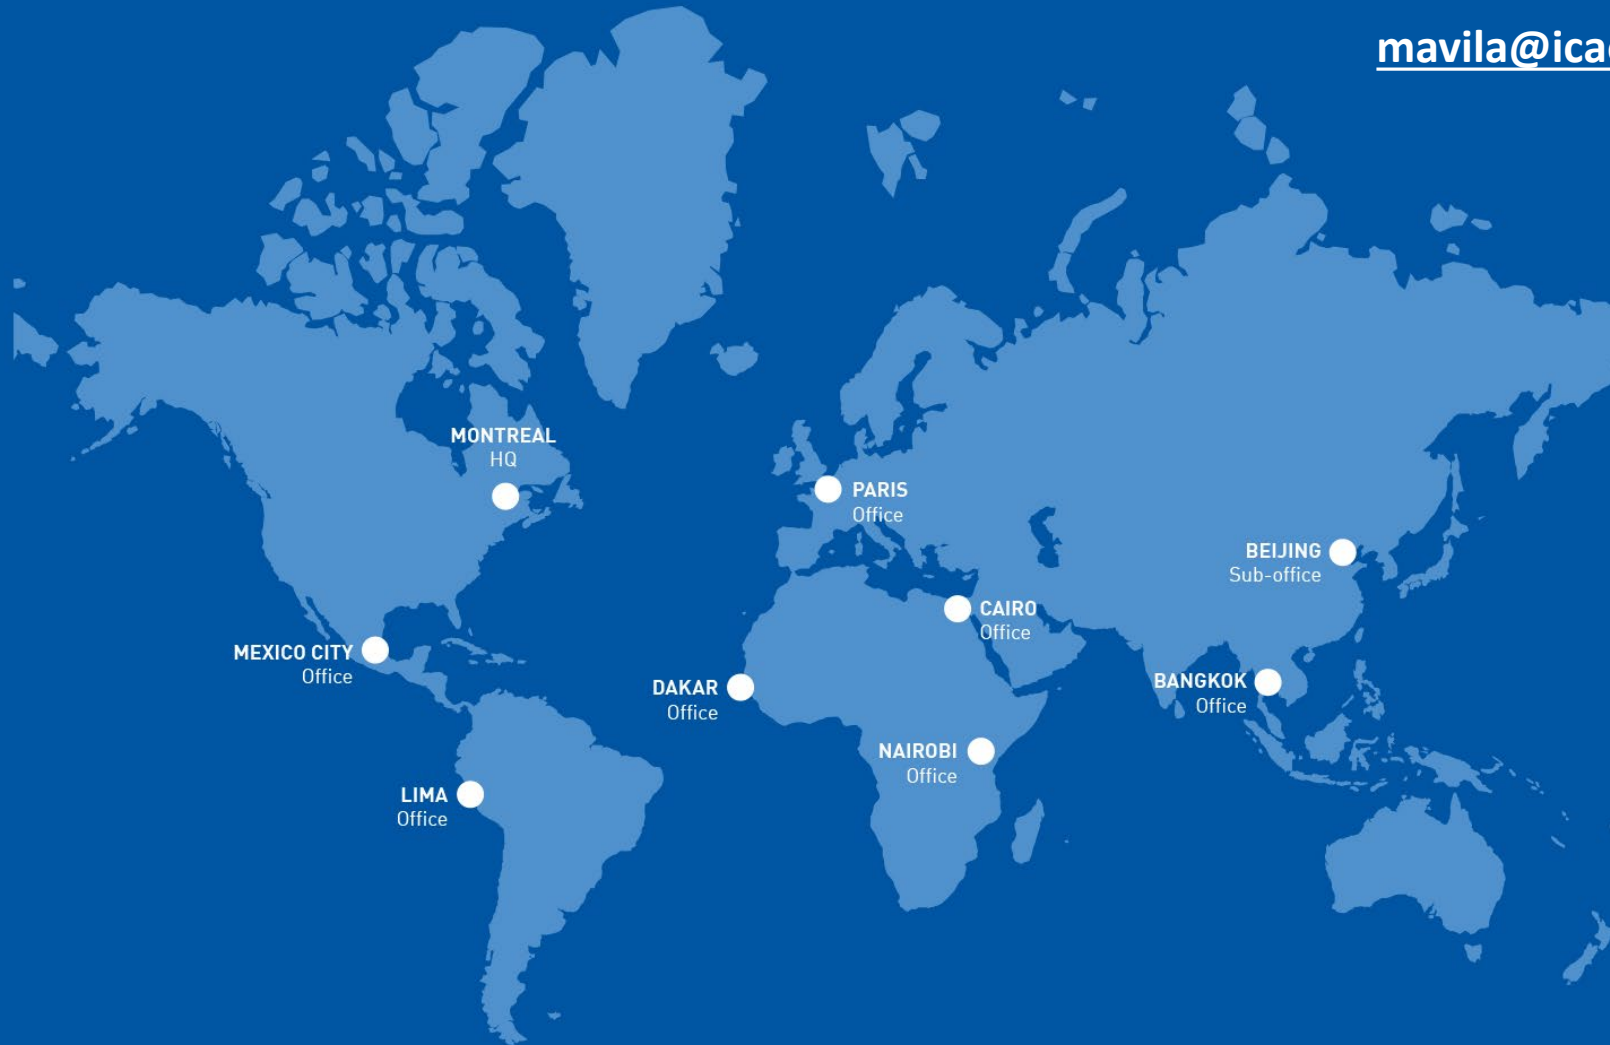 mavila@ica
MONTREAL
HQ
PARIS
Office
BEIJING
Sub-office
CAIRO
Office
MEXICO CITY
Office
DAKAR
Office
BANGKOK
Office
NAIROBI
Office
LIMA
Office